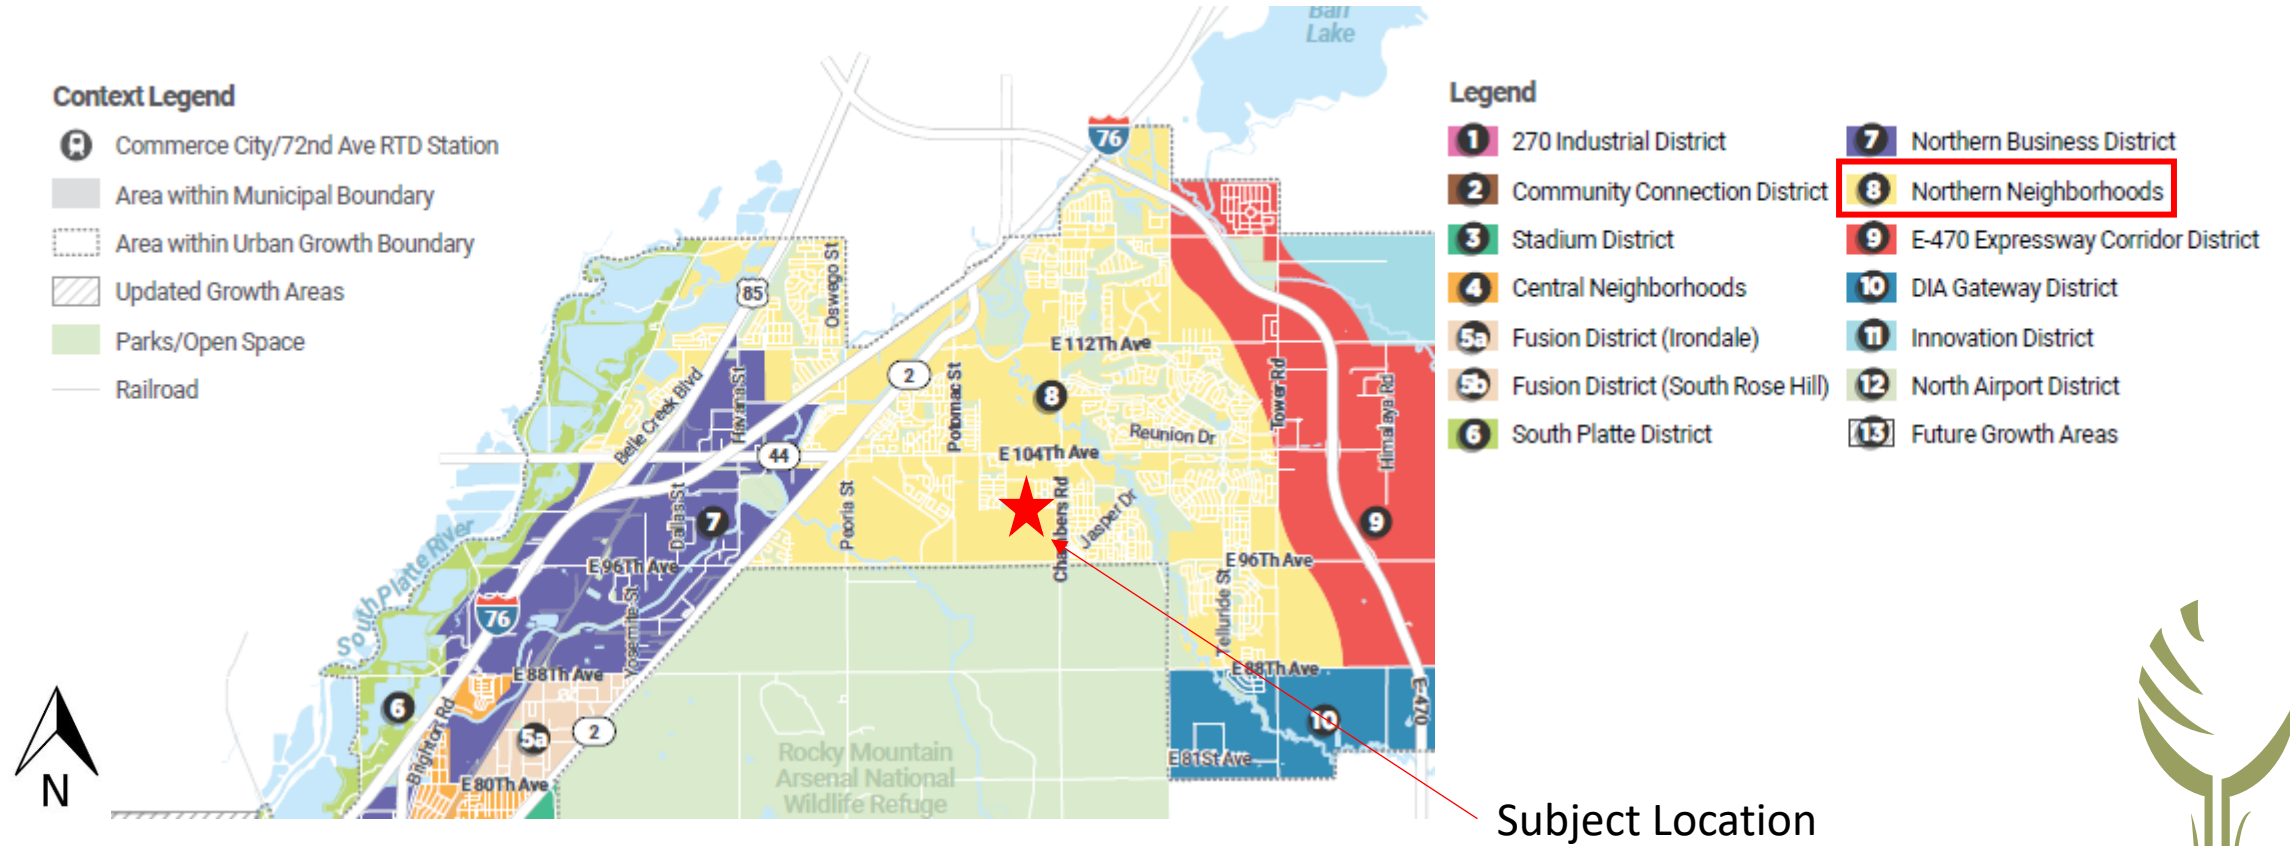 Barr
Lake
Context Legend
Commerce City/72nd Ave RTD Station
Area within Municipal Boundary
Area within Urban Growth Boundary
Updated Growth Areas
Parks/Open Space
Railroad
Legend
1 270 Industrial District
2 Community Connection District
3 Stadium District
4 Central Neighborhoods
5a Fusion District (Irondale)
5b Fusion District (South Rose Hill)
6 South Platte District
7 Northern Business District
8 Northern Neighborhoods
9 E-470 Expressway Corridor District
10 DIA Gateway District
11 Innovation District
12 North Airport District
13 Future Growth Areas
76
85
Oswego St
E 112Th Ave
2
Potomac St
8
Tower Rd
Himalaya Rd
Belle Creek Blvd
Havana St
Reunion Dr
44
E 104Th Ave
Dallas St
7
Peoria St
Chambers Rd
Jasper Dr
9
South Platte River
E 96Th Ave
E 96Th Ave
76
Yosemite St
Telluride St
E 88Th Ave
E 88Th Ave
6
Brighton Rd
5a
2
10
E-470
E 80Th Ave
E 81St Ave
Rocky Mountain
Arsenal National
Wildlife Refuge
N
Subject Location